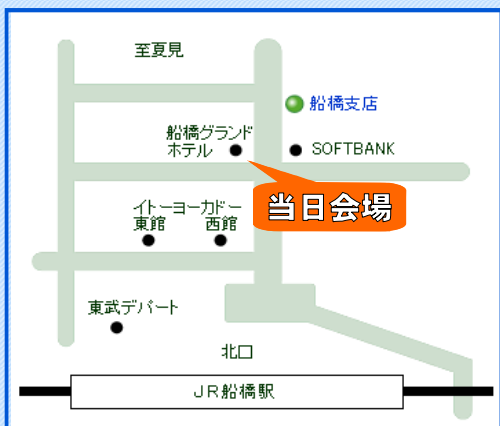 至夏見
船橋支店
船橋グランド
ホテル
SOFTBANK
当日会場
イトーヨーカドー
東館 西館
東武デパート
北口
JR船橋駅